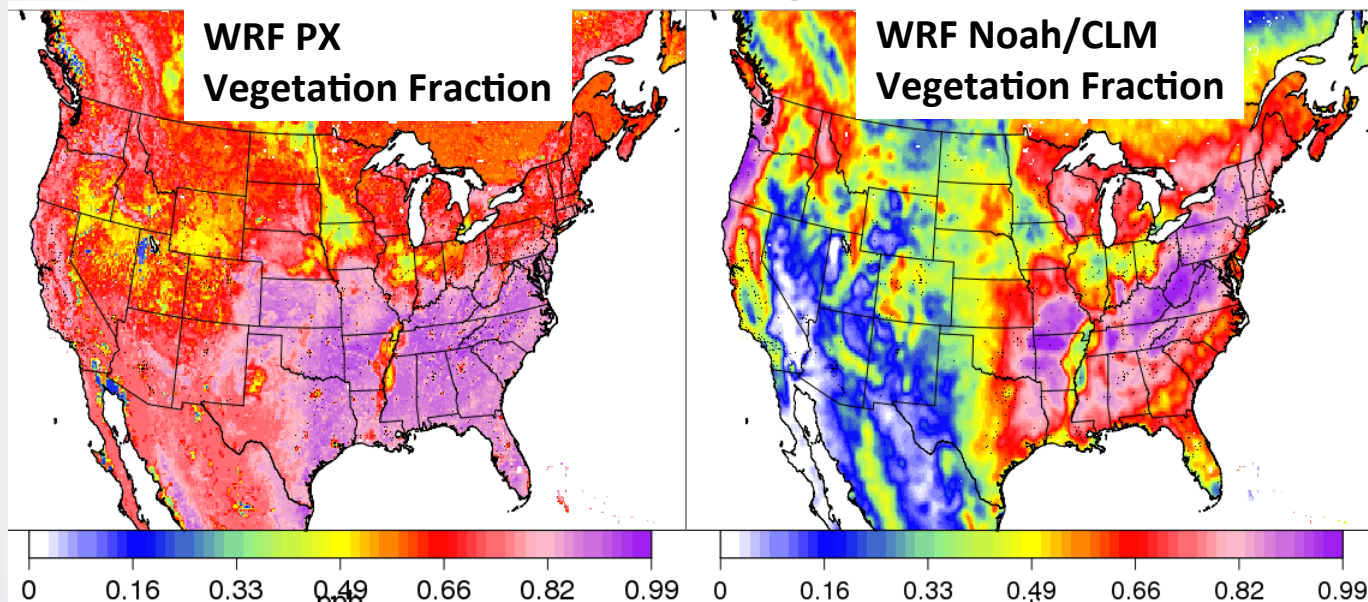 WRF PX
Vegetation Fraction
WRF Noah/CLM
Vegetation Fraction
0 0.16 0.33 0.49 0.66 0.82 0.99
0 0.16 0.33 0.49 0.66 0.82 0.99